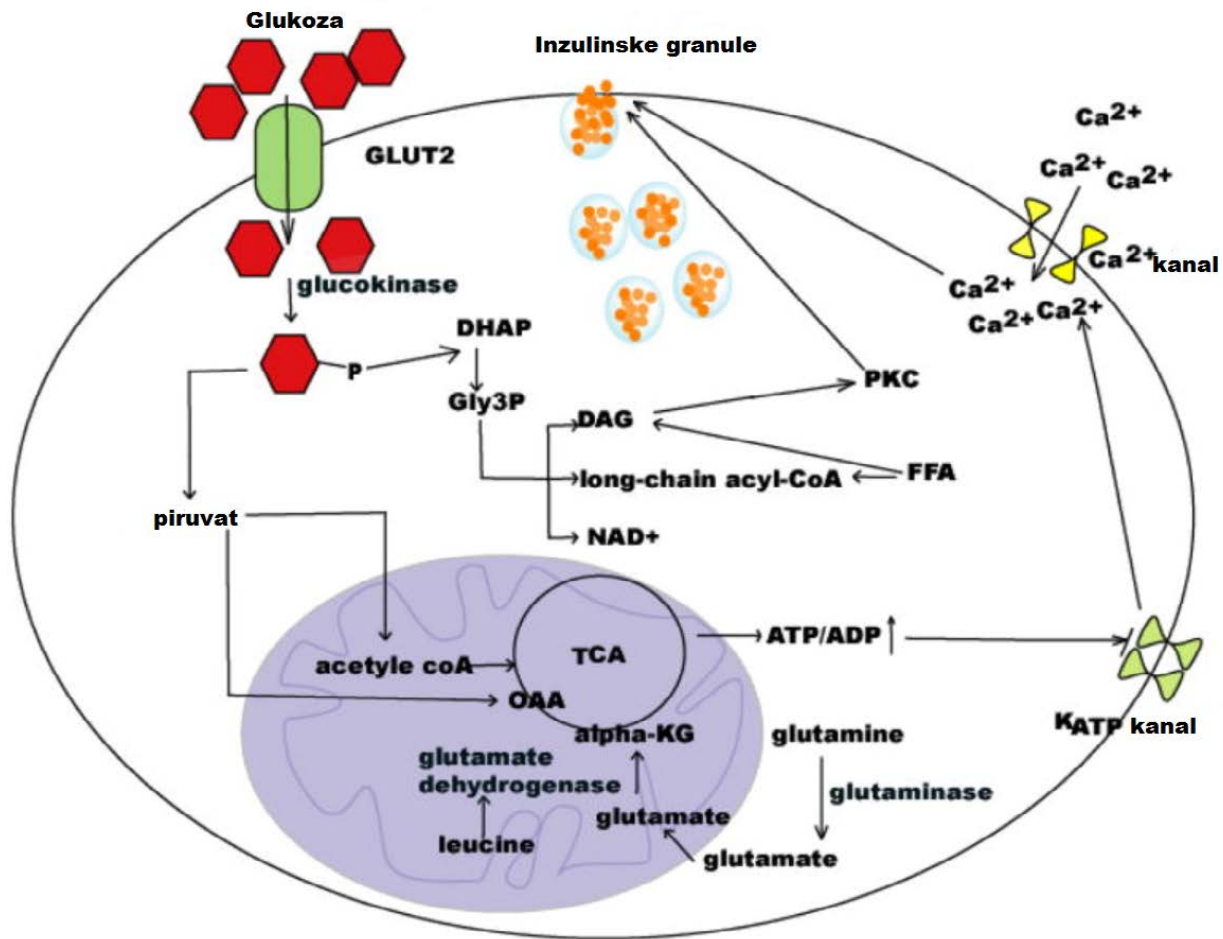 Glukoza
Inzulinske granule
GLUT2
Ca2+
Ca2+ Ca2+
Ca2+ kanal
Ca2+
Ca2+ Ca2+
glucokinase
P
DHAP
Gly3P
PKC
DAG
long-chain acyl-CoA
FFA
NAD+
piruvat
acetyle coA
TCA
OAA
ATP/ADP
KATP kanal
alpha-KG
glutamate
dehydrogenase
leucine
glutamate
glutamine
glutaminase
glutamate